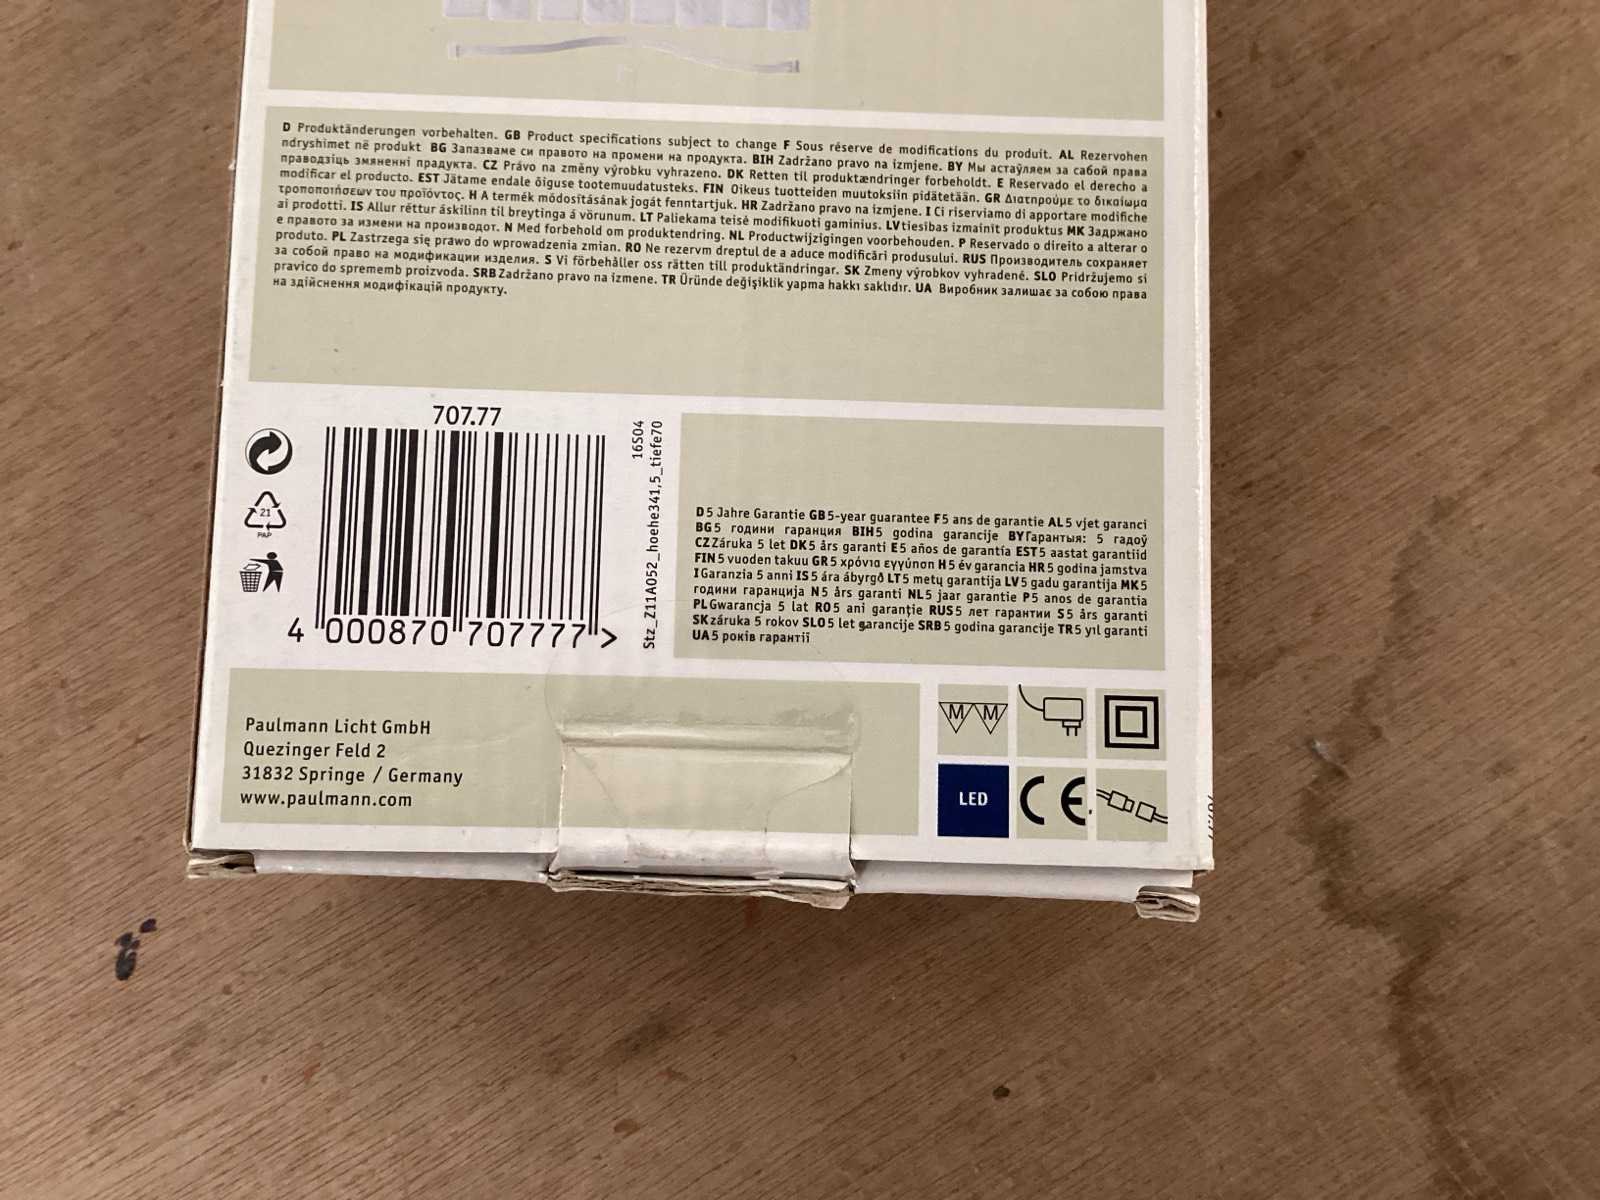 D Produktänderungen vorbehalten. GB Product specifications subject to change F Sous réserve de modifications du produit. AL Rezervohen
ndryshimet në produkt BG Запазваме си правото на промени на продукта. BIH Zadržano pravo na izmjene. BY Мы астаўляем за сабой права
праводзіць змяненні прадукта. CZ Právo na změny výrobku vyhrazeno. DK Retten til produktændringer forbeholdt. E Reservado el derecho a
modificar el producto. EST Jätame endale õiguse tootemuudatusteks. FIN Oikeus tuotteiden muutoksiin pidätetään. GR Διατηρούμε το δικαίωμα
τροποποιήσεων του προϊόντος. H A termék módosításának jogát fenntartjuk. HR Zadržano pravo na izmjene. I Ci riserviamo di apportare modifiche
ai prodotti. IS Allur réttur áskilinn til breytinga á vörunum. LT Paliekama teisė modifikuoti gaminius. LV tiesibas izmainīt produktus MK Задржано
е правото за измени на производот. N Med forbehold om produktendring. NL Productwijzigingen voorbehouden. P Reservado o direito a alterar o
produto. PL Zastrzega się prawo do wprowadzenia zmian. RO Ne rezervm dreptul de a aduce modificări produsului. RUS Производитель сохраняет
за собой право на модификации изделия. S Vi förbehåller oss rätten till produktändringar. SK Zmeny výrobkov vyhradené. SLO Pridržujemo si
pravico do sprememb proizvoda. SRB Zadržano pravo na izmene. TR Üründe değişiklik yapma hakkı saklıdır. UA Виробник залишає за собою права
на здійснення модифікацій продукту.
707.77
21
PAP
4 000870 707777 >
16S04
Stz_Z11A052_hoehe341,5_tiefe70
D 5 Jahre Garantie GB 5-year guarantee F 5 ans de garantie AL 5 vjet garanci
BG 5 години гаранция BIH 5 godina garancije BY Гарантыя: 5 гадоў
CZ Záruka 5 let DK 5 års garanti E 5 años de garantía EST 5 aastat garantiid
FIN 5 vuoden takuu GR 5 χρόνια εγγύηση H 5 év garancia HR 5 godina jamstva
I Garanzia 5 anni IS 5 ára ábyrgð LT 5 metų garantija LV 5 gadu garantija MK 5
години гаранција N 5 års garanti NL 5 jaar garantie P 5 anos de garantia
PL Gwarancja 5 lat RO 5 ani garanție RUS 5 лет гарантии S 5 års garanti
SK záruka 5 rokov SLO 5 let garancije SRB 5 godina garancije TR 5 yıl garanti
UA 5 років гарантії
Paulmann Licht GmbH
Quezinger Feld 2
31832 Springe / Germany
www.paulmann.com
M M
LED
CE